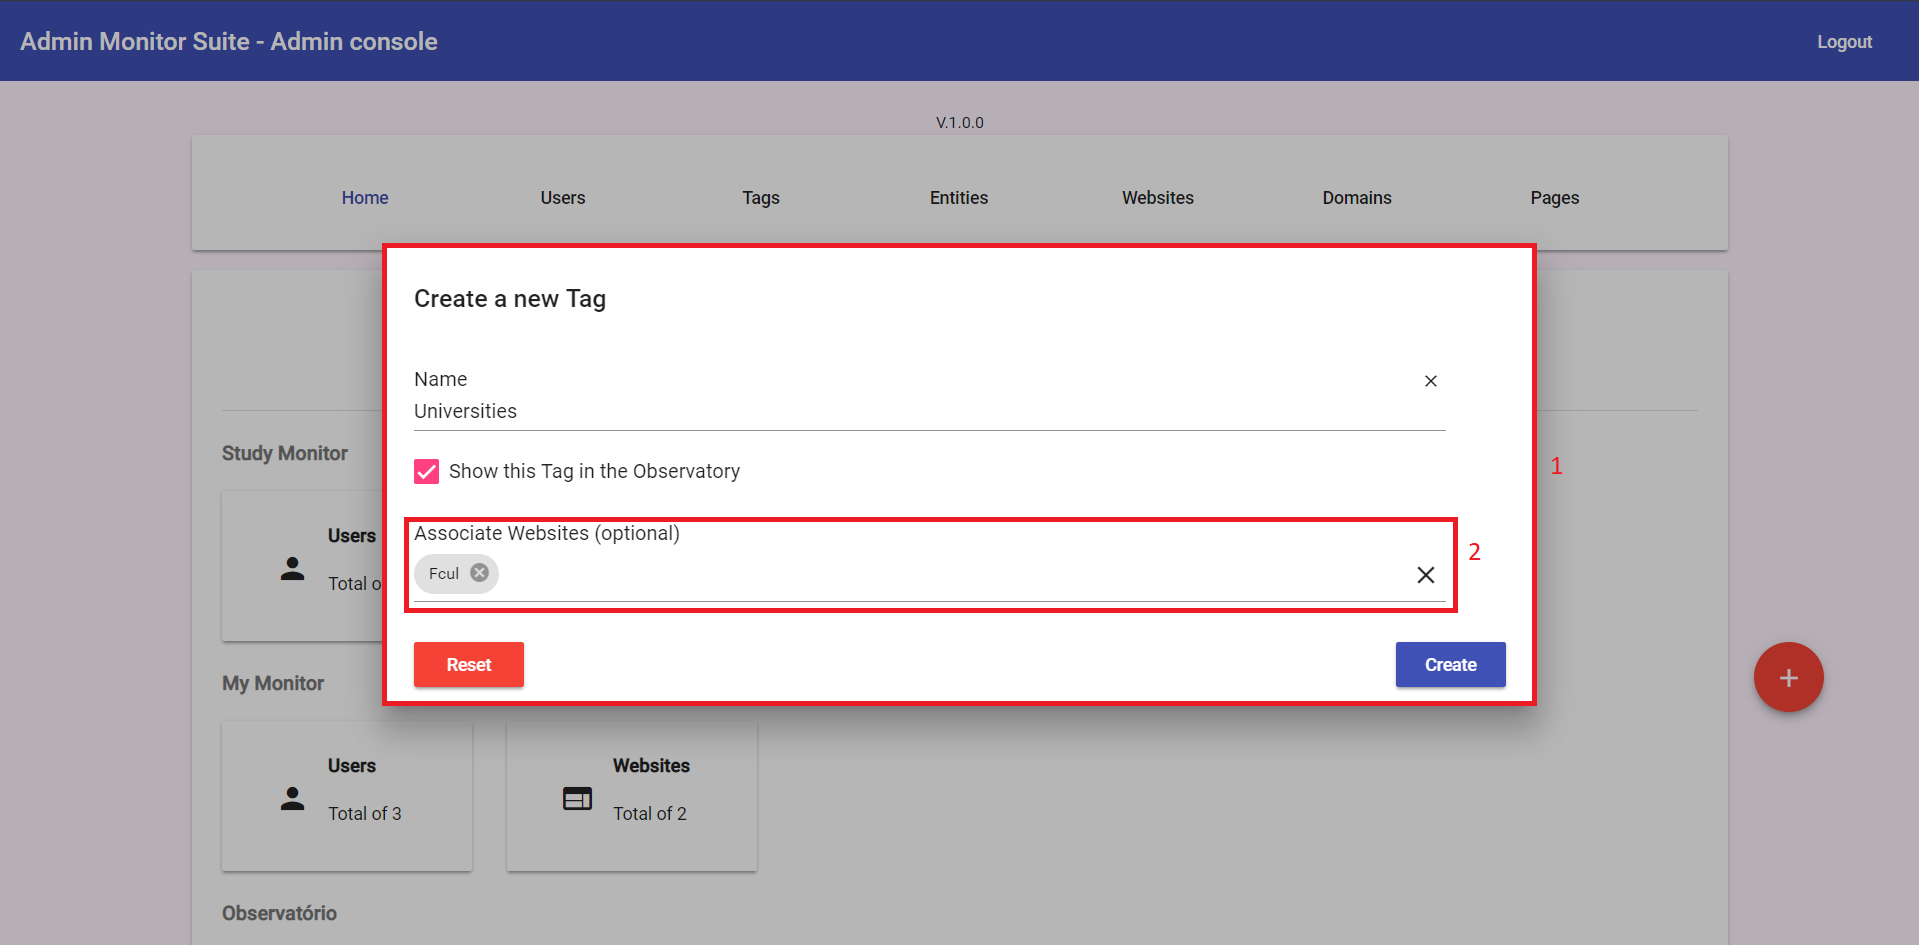 Admin Monitor Suite - Admin console
Logout
V.1.0.0
Home
Users
Tags
Entities
Websites
Domains
Pages
Create a new Tag
Name
Universities
Show this Tag in the Observatory
1
Associate Websites (optional)
Fcul
2
Reset
Create
Study Monitor
Users
Total o
My Monitor
Users
Total of 3
Websites
Total of 2
Observatório